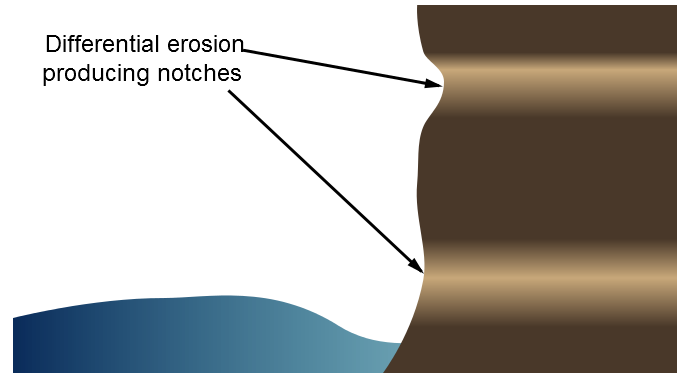 Differential erosion
producing notches